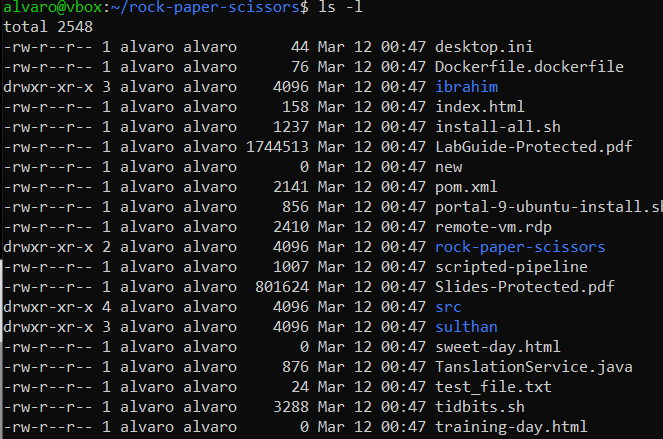 alvaro@vbox:~/rock-paper-scissors$ ls -l
total 2548
-rw-r--r-- 1 alvaro alvaro      44 Mar 12 00:47 desktop.ini
-rw-r--r-- 1 alvaro alvaro      76 Mar 12 00:47 Dockerfile.dockerfile
drwxr-xr-x 3 alvaro alvaro    4096 Mar 12 00:47 ibrahim
-rw-r--r-- 1 alvaro alvaro     158 Mar 12 00:47 index.html
-rw-r--r-- 1 alvaro alvaro    1237 Mar 12 00:47 install-all.sh
-rw-r--r-- 1 alvaro alvaro 1744513 Mar 12 00:47 LabGuide-Protected.pdf
-rw-r--r-- 1 alvaro alvaro       0 Mar 12 00:47 new
-rw-r--r-- 1 alvaro alvaro    2141 Mar 12 00:47 pom.xml
-rw-r--r-- 1 alvaro alvaro     856 Mar 12 00:47 portal-9-ubuntu-install.sh
-rw-r--r-- 1 alvaro alvaro    2410 Mar 12 00:47 remote-vm.rdp
drwxr-xr-x 2 alvaro alvaro    4096 Mar 12 00:47 rock-paper-scissors
-rw-r--r-- 1 alvaro alvaro    1007 Mar 12 00:47 scripted-pipeline
-rw-r--r-- 1 alvaro alvaro  801624 Mar 12 00:47 Slides-Protected.pdf
drwxr-xr-x 4 alvaro alvaro    4096 Mar 12 00:47 src
drwxr-xr-x 3 alvaro alvaro    4096 Mar 12 00:47 sulthan
-rw-r--r-- 1 alvaro alvaro       0 Mar 12 00:47 sweet-day.html
-rw-r--r-- 1 alvaro alvaro     876 Mar 12 00:47 TanslationService.java
-rw-r--r-- 1 alvaro alvaro      24 Mar 12 00:47 test_file.txt
-rw-r--r-- 1 alvaro alvaro    3288 Mar 12 00:47 tidbits.sh
-rw-r--r-- 1 alvaro alvaro       0 Mar 12 00:47 training-day.html